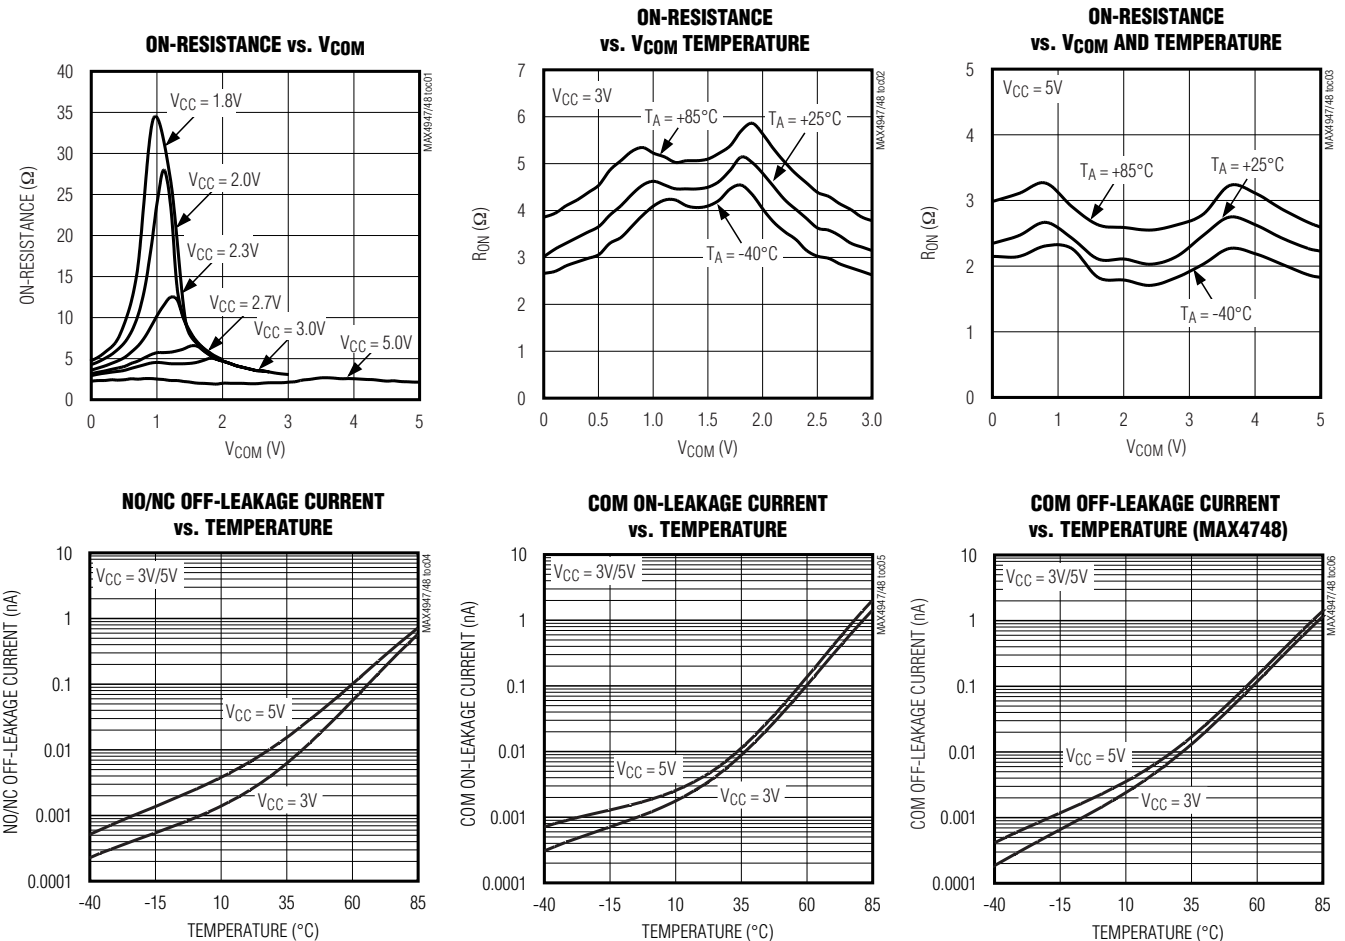 ON-RESISTANCE vs. VCOM
40
35
30
25
20
15
10
5
0
0 1 2 3 4 5
ON-RESISTANCE (Ω)
VCOM (V)
VCC = 1.8V
VCC = 2.0V
VCC = 2.3V
VCC = 2.7V
VCC = 3.0V
VCC = 5.0V
MAX4947/48 toc01
ON-RESISTANCE
vs. VCOM TEMPERATURE
7
6
5
4
3
2
1
0
0 0.5 1.0 1.5 2.0 2.5 3.0
RON (Ω)
VCOM (V)
VCC = 3V
TA = +85°C
TA = +25°C
TA = -40°C
MAX4947/48 toc02
ON-RESISTANCE
vs. VCOM AND TEMPERATURE
5
4
3
2
1
0
0 1 2 3 4 5
RON (Ω)
VCOM (V)
VCC = 5V
TA = +85°C
TA = +25°C
TA = -40°C
MAX4947/48 toc03
NO/NC OFF-LEAKAGE CURRENT
vs. TEMPERATURE
10
1
0.1
0.01
0.001
0.0001
-40 -15 10 35 60 85
NO/NC OFF-LEAKAGE CURRENT (nA)
TEMPERATURE (°C)
VCC = 3V/5V
VCC = 5V
VCC = 3V
MAX4947/48 toc04
COM ON-LEAKAGE CURRENT
vs. TEMPERATURE
10
1
0.1
0.01
0.001
0.0001
-40 -15 10 35 60 85
COM ON-LEAKAGE CURRENT (nA)
TEMPERATURE (°C)
VCC = 3V/5V
VCC = 5V
VCC = 3V
MAX4947/48 toc05
COM OFF-LEAKAGE CURRENT
vs. TEMPERATURE (MAX4748)
10
1
0.1
0.01
0.001
0.0001
-40 -15 10 35 60 85
COM OFF-LEAKAGE CURRENT (nA)
TEMPERATURE (°C)
VCC = 3V/5V
VCC = 5V
VCC = 3V
MAX4947/48 toc06